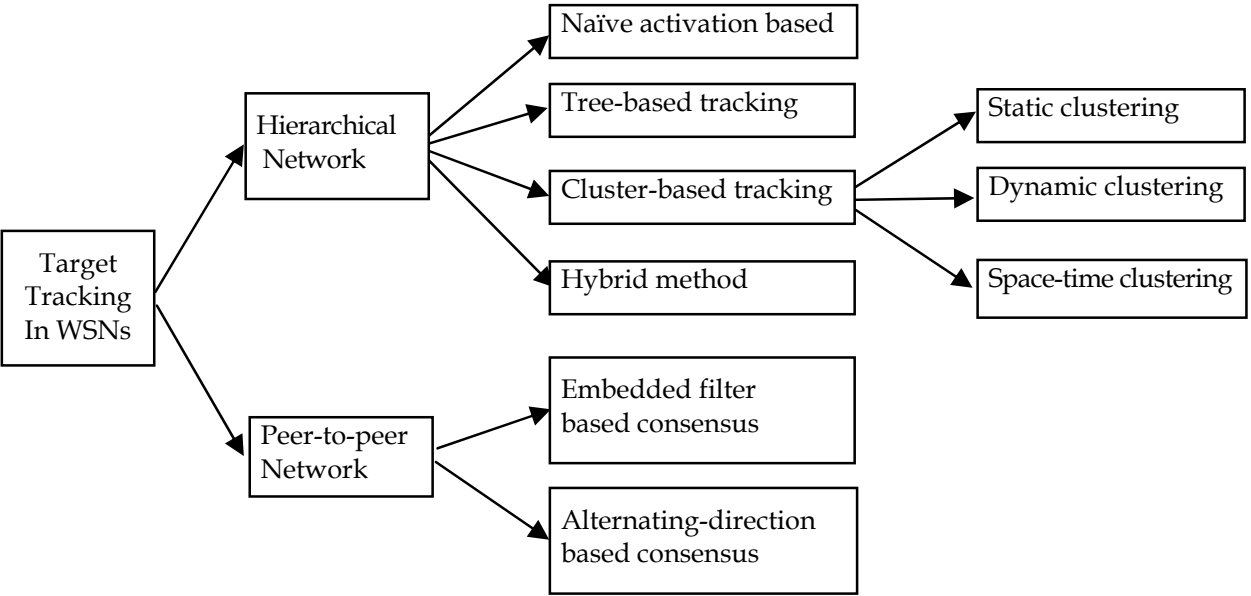 Target
Tracking
In WSNs
Hierarchical
Network
Peer-to-peer
Network
Naïve activation based
Tree-based tracking
Cluster-based tracking
Hybrid method
Embedded filter
based consensus
Alternating-direction
based consensus
Static clustering
Dynamic clustering
Space-time clustering